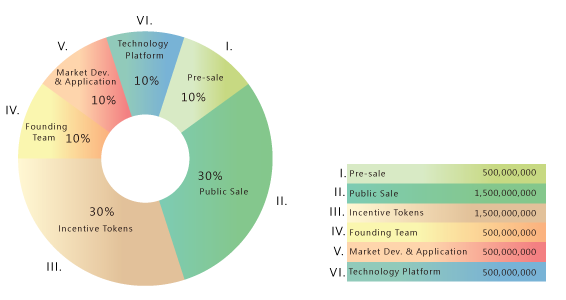 VI.
Technology
Platform
10%
I.
Pre-sale
10%
V.
Market Dev.
& Application
10%
IV.
Founding
Team
10%
30%
Public Sale
II.
30%
Incentive Tokens
III.
I. Pre-sale 500,000,000
II. Public Sale 1,500,000,000
III. Incentive Tokens 1,500,000,000
IV. Founding Team 500,000,000
V. Market Dev. & Application 500,000,000
VI. Technology Platform 500,000,000